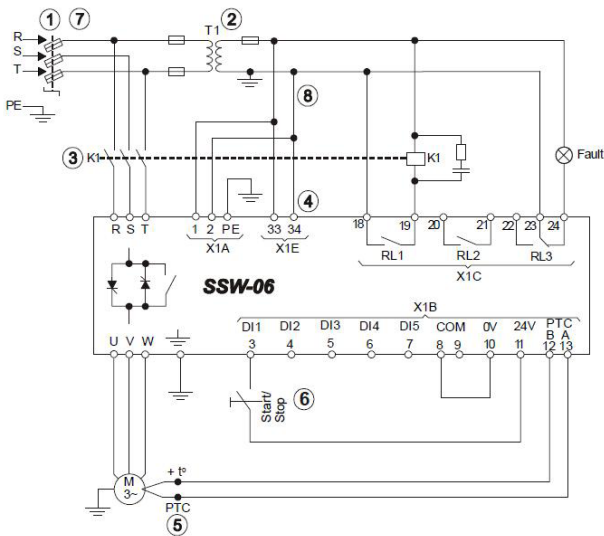 1 7 T1 2
R
S
T
PE
8
3 K1 K1 Fault
4
R S T 1 2 PE 33 34 18 19 20 21 22 23 24
X1A X1E RL1 RL2 RL3
X1C
SSW-06
X1B
DI1 DI2 DI3 DI4 DI5 COM 0V 24V PTC
B A
U V W 3 4 5 6 7 8 9 10 11 12 13
Start/
Stop
6
+ tº
M
3~
PTC
5